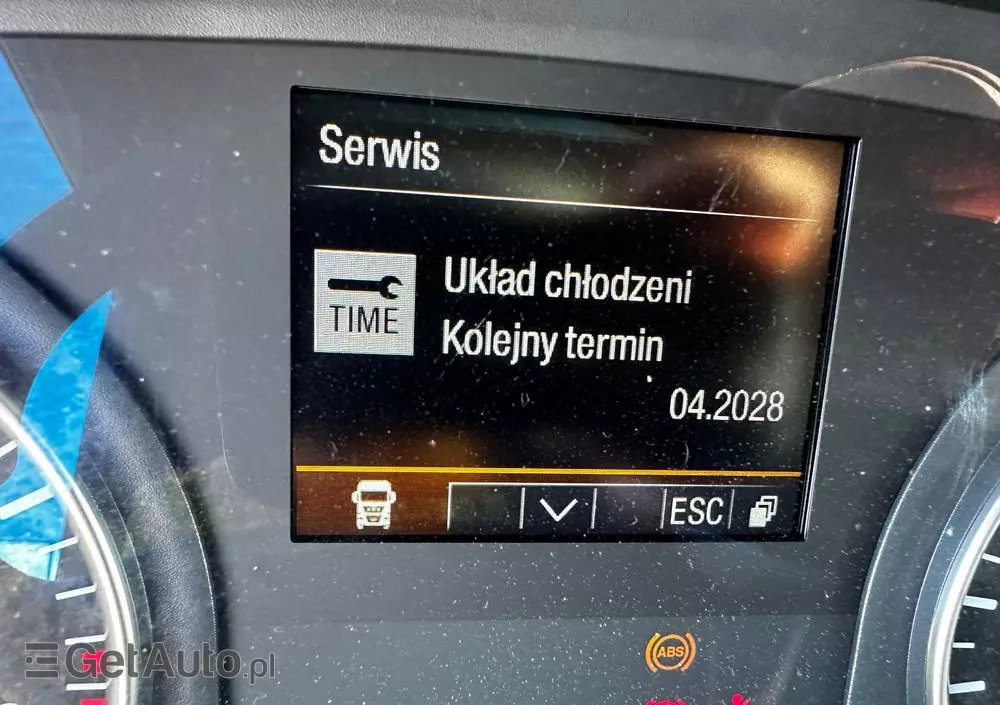 Serwis
TIME
Układ chłodzeni
Kolejny termin
04.2028
ESC
ABS
GetAuto.pl